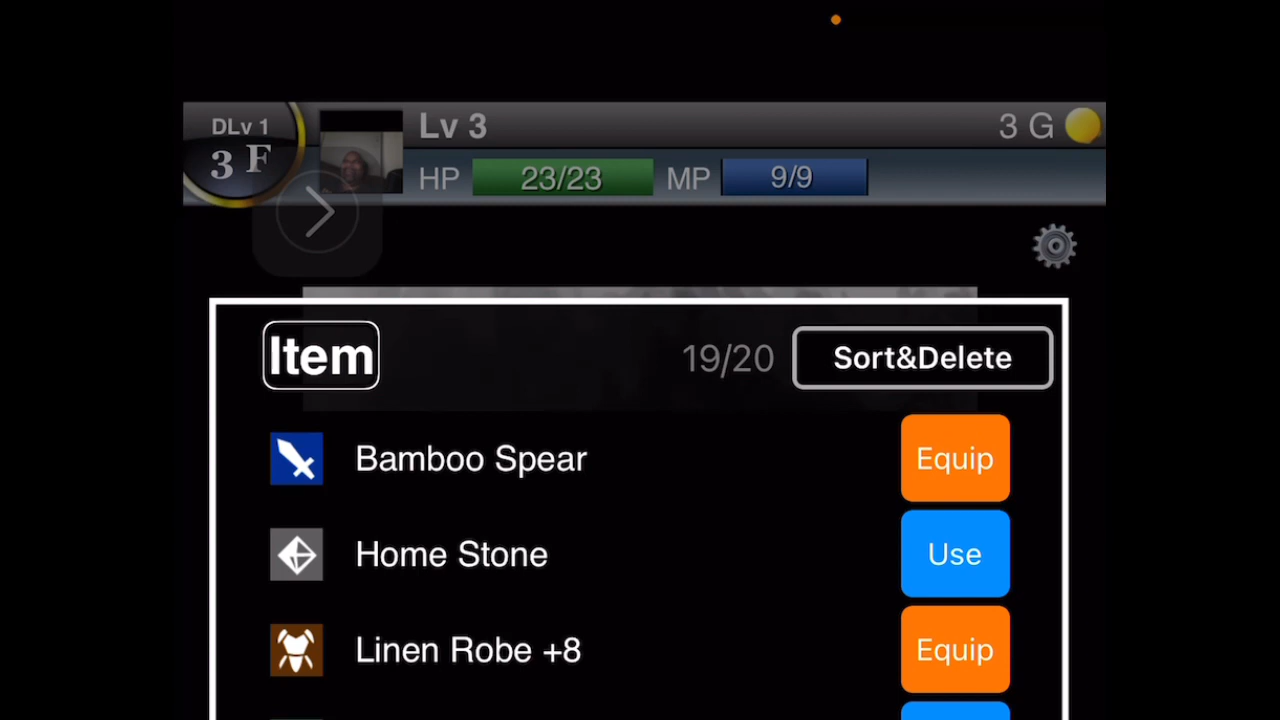 DLv 1
3 F
Lv 3
3 G
HP 23/23 MP 9/9
Item 19/20 Sort&Delete
Bamboo Spear Equip
Home Stone Use
Linen Robe +8 Equip